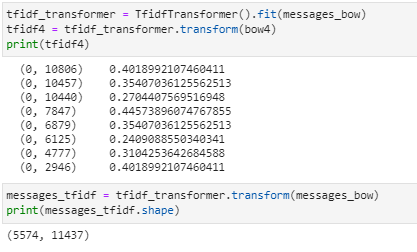 tfidf_transformer = TfidfTransformer().fit(messages_bow)
tfidf4 = tfidf_transformer.transform(bow4)
print(tfidf4)
(0, 10806) 0.4018992107460411
(0, 10457) 0.35407036125562513
(0, 10440) 0.2704407569516948
(0, 7847) 0.44573896074767855
(0, 6879) 0.35407036125562513
(0, 6125) 0.2409088550340341
(0, 4777) 0.3104253642684588
(0, 2946) 0.4018992107460411
messages_tfidf = tfidf_transformer.transform(messages_bow)
print(messages_tfidf.shape)
(5574, 11437)